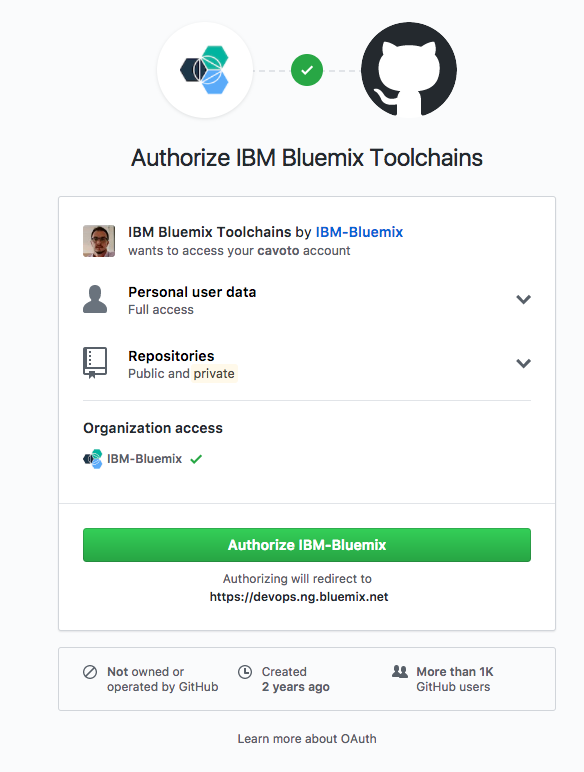 Authorize IBM Bluemix Toolchains
IBM Bluemix Toolchains by IBM-Bluemix
wants to access your cavoto account
Personal user data
Full access
Repositories
Public and private
Organization access
IBM-Bluemix
Authorize IBM-Bluemix
Authorizing will redirect to
https://devops.ng.bluemix.net
Not owned or
operated by GitHub
Created
2 years ago
More than 1K
GitHub users
Learn more about OAuth